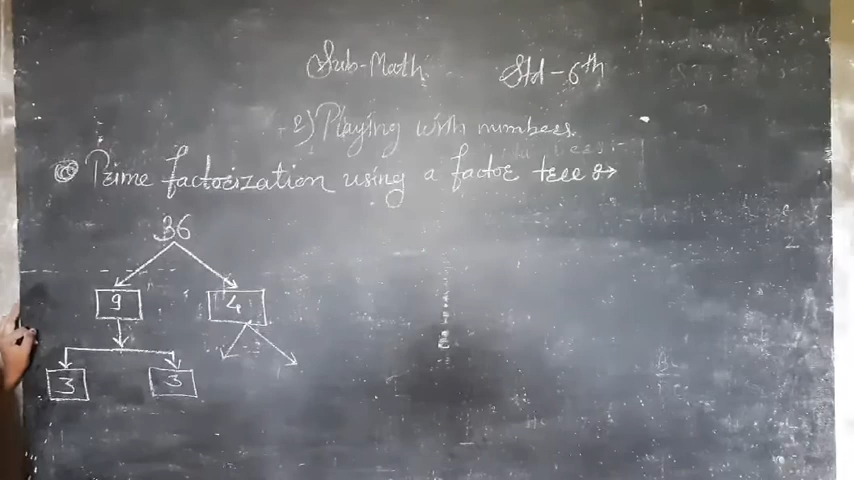 Sub-Math Std-6th
2) Playing with numbers.
Prime factorization using a factor tree :→
36
9 4
3 3